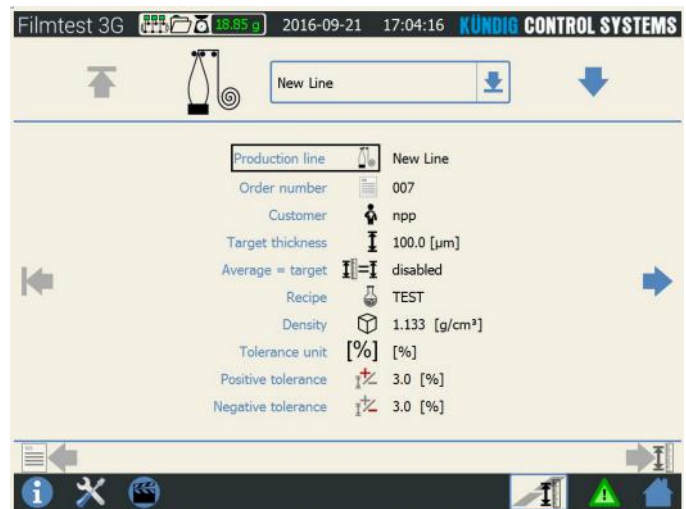 Filmtest 3G 18.85 g 2016-09-21 17:04:16 KÜNDIG CONTROL SYSTEMS
New Line
Production line New Line
Order number 007
Customer npp
Target thickness 100.0 [µm]
Average = target disabled
Recipe TEST
Density 1.133 [g/cm³]
Tolerance unit [%] [%]
Positive tolerance 3.0 [%]
Negative tolerance 3.0 [%]